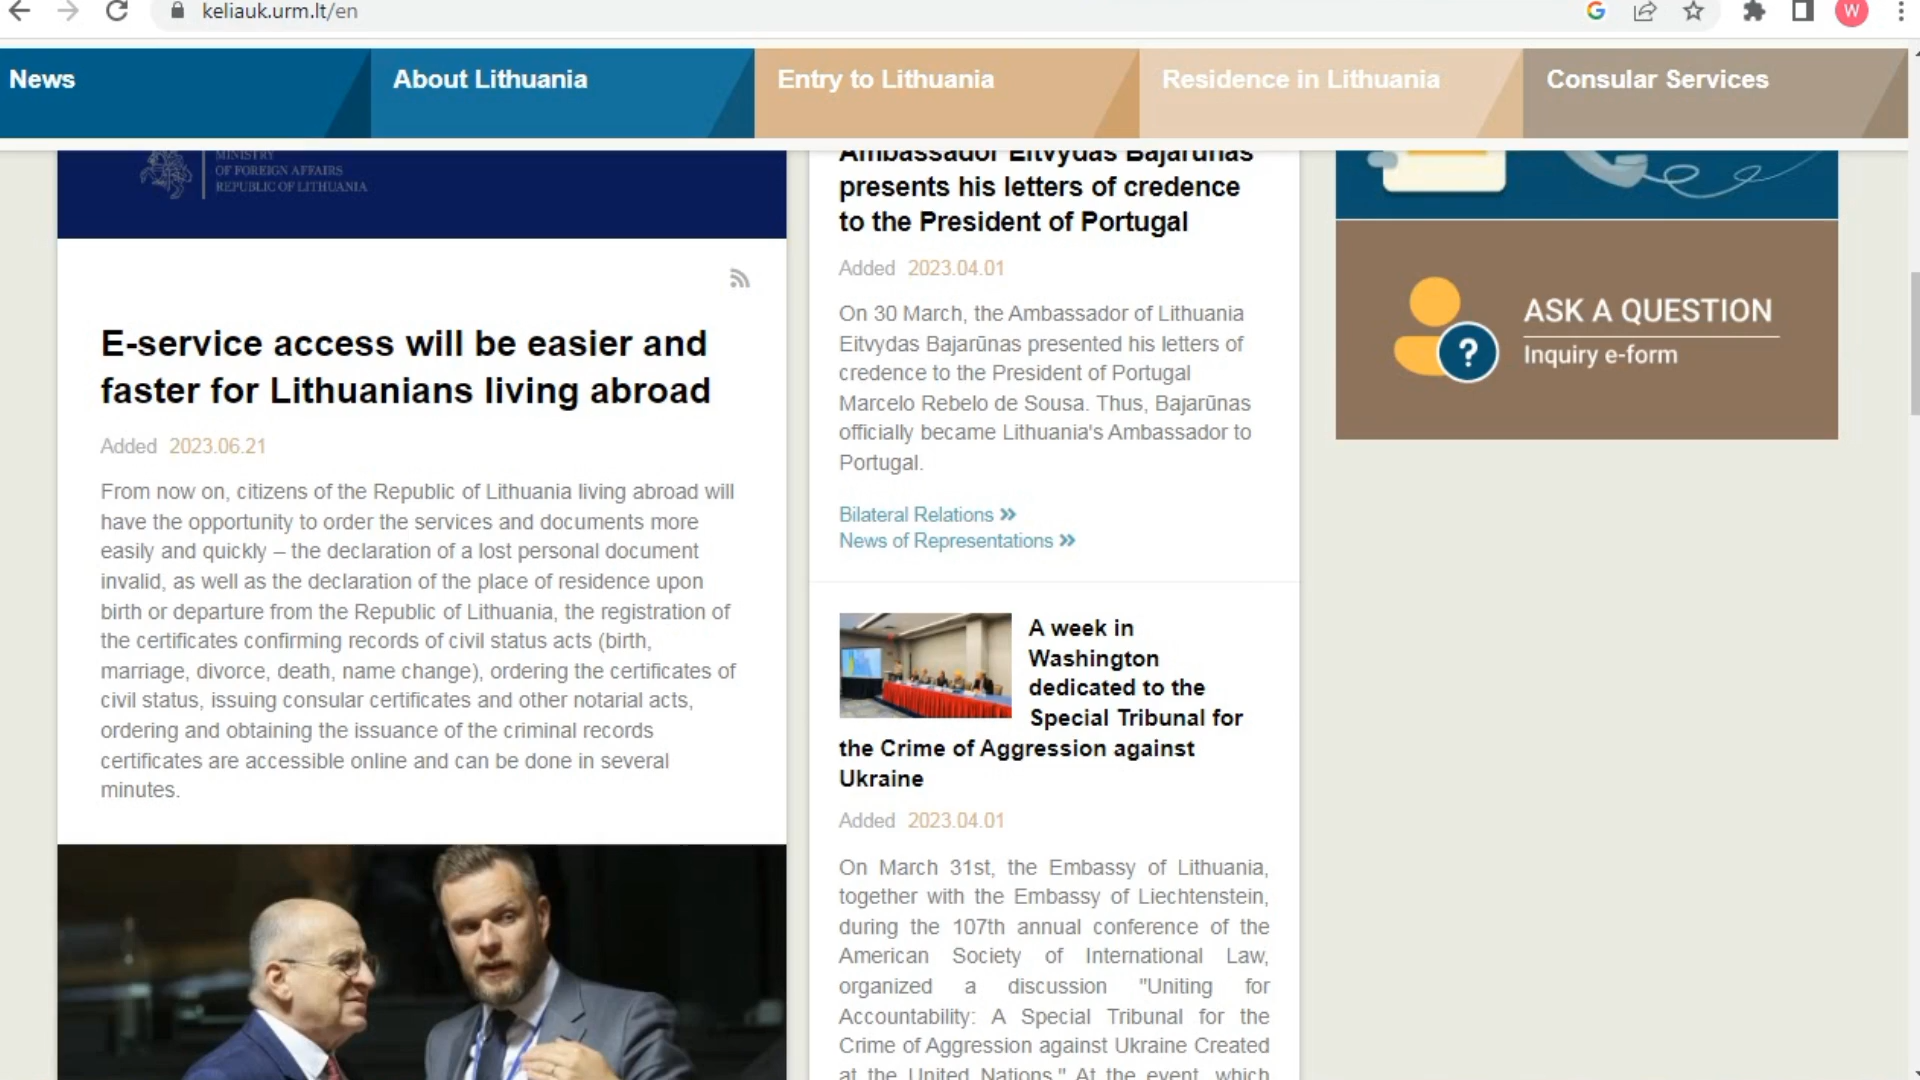 keliauk.urm.lt/en
W
News
About Lithuania
Entry to Lithuania
Residence in Lithuania
Consular Services
MINISTRY
OF FOREIGN AFFAIRS
REPUBLIC OF LITHUANIA
E-service access will be easier and
faster for Lithuanians living abroad
Added 2023.06.21
From now on, citizens of the Republic of Lithuania living abroad will
have the opportunity to order the services and documents more
easily and quickly – the declaration of a lost personal document
invalid, as well as the declaration of the place of residence upon
birth or departure from the Republic of Lithuania, the registration of
the certificates confirming records of civil status acts (birth,
marriage, divorce, death, name change), ordering the certificates of
civil status, issuing consular certificates and other notarial acts,
ordering and obtaining the issuance of the criminal records
certificates are accessible online and can be done in several
minutes.
Ambassador Eitvydas Bajarūnas
presents his letters of credence
to the President of Portugal
Added 2023.04.01
On 30 March, the Ambassador of Lithuania
Eitvydas Bajarūnas presented his letters of
credence to the President of Portugal
Marcelo Rebelo de Sousa. Thus, Bajarūnas
officially became Lithuania's Ambassador to
Portugal.
Bilateral Relations »
News of Representations »
A week in
Washington
dedicated to the
Special Tribunal for
the Crime of Aggression against
Ukraine
Added 2023.04.01
On March 31st, the Embassy of Lithuania,
together with the Embassy of Liechtenstein,
during the 107th annual conference of the
American Society of International Law,
organized a discussion "Uniting for
Accountability: A Special Tribunal for the
Crime of Aggression against Ukraine Created
at the United Nations." At the event, which
ASK A QUESTION
?
Inquiry e-form